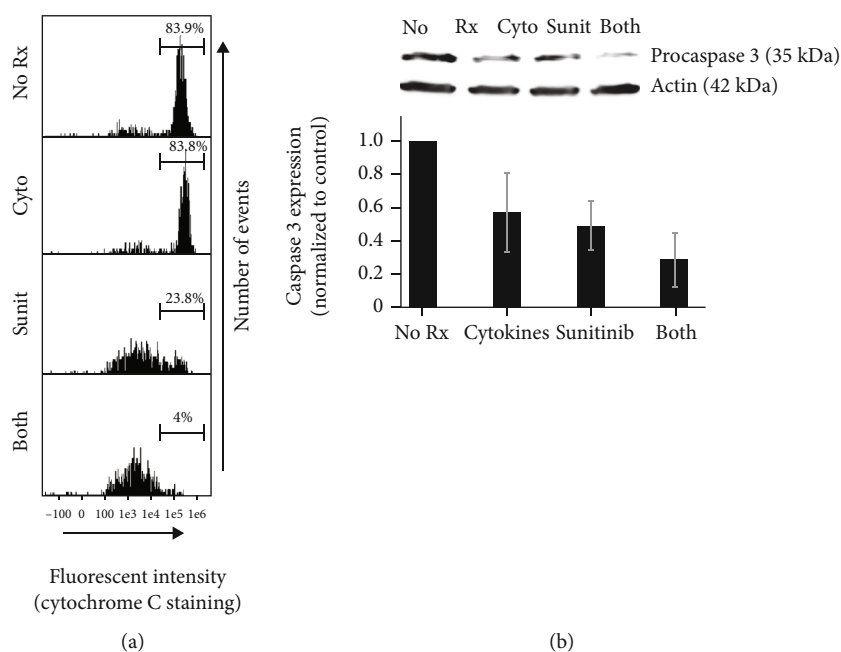 No Rx
83.9%
Cyto
83.8%
Sunit
23.8%
Both
4%
Number of events
−100 0 100 1e3 1e4 1e5 1e6
Fluorescent intensity
(cytochrome C staining)
(a)
No Rx Cyto Sunit Both
Procaspase 3 (35 kDa)
Actin (42 kDa)
Caspase 3 expression
(normalized to control)
1.0
0.8
0.6
0.4
0.2
0
No Rx Cytokines Sunitinib Both
(b)